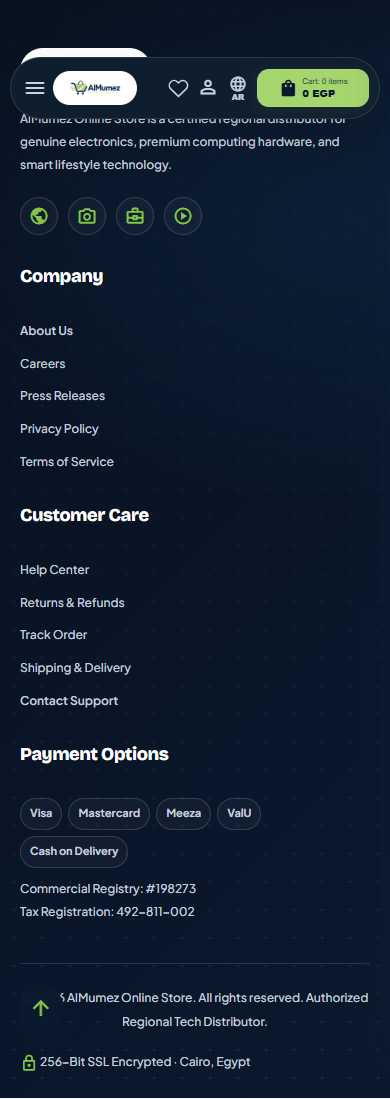 AlMumez
AR
Cart: 0 items
0 EGP
AlMumez Online Store is a certified regional distributor for
genuine electronics, premium computing hardware, and
smart lifestyle technology.
Company
About Us
Careers
Press Releases
Privacy Policy
Terms of Service
Customer Care
Help Center
Returns & Refunds
Track Order
Shipping & Delivery
Contact Support
Payment Options
Visa
Mastercard
Meeza
ValU
Cash on Delivery
Commercial Registry: #198273
Tax Registration: 492-811-002
AlMumez Online Store. All rights reserved. Authorized
Regional Tech Distributor.
256-Bit SSL Encrypted · Cairo, Egypt